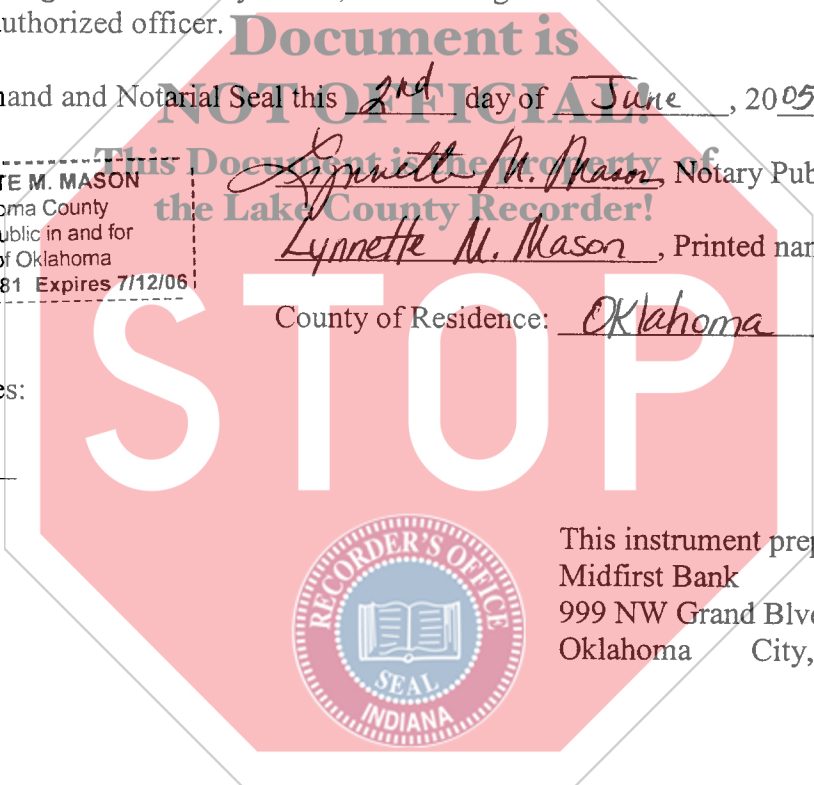 authorized officer.
Document is
hand and Notarial Seal this 2nd day of June, 2005
NOT OFFICIAL!
This Document is the property of
the Lake County Recorder!
TE M. MASON
oma County
ublic in and for
of Oklahoma
81 Expires 7/12/06
Lynnette M. Mason, Notary Pub
Lynnette M. Mason, Printed nam
County of Residence: Oklahoma
es:
STOP
This instrument prep
Midfirst Bank
999 NW Grand Blv
Oklahoma City,
RECORDER'S OFFICE
SEAL
INDIANA